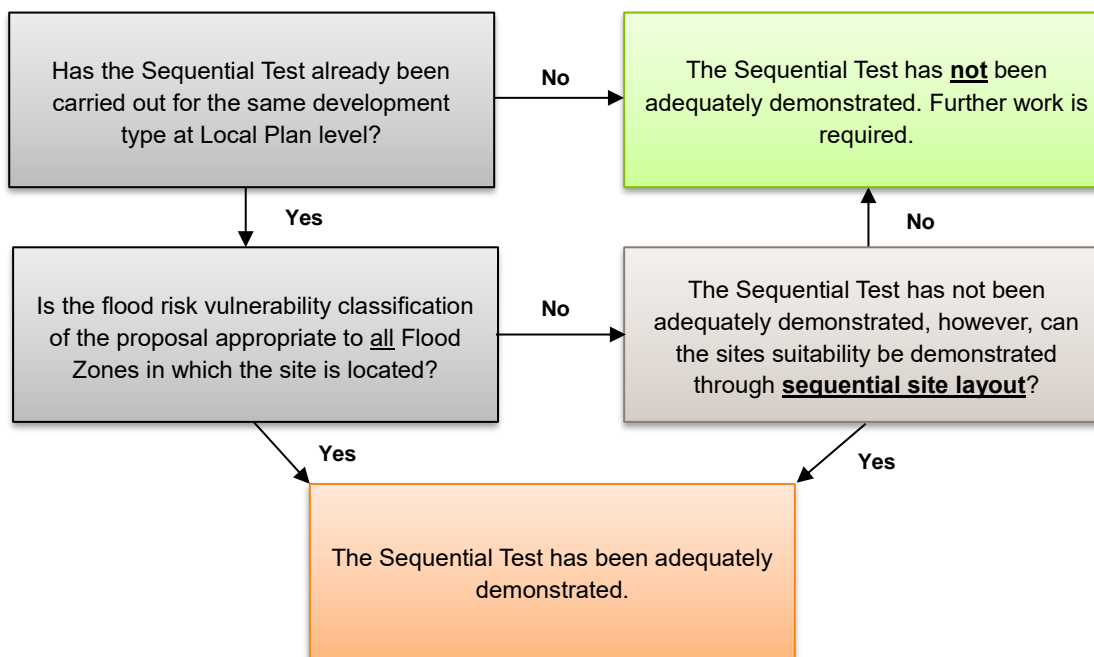 Has the Sequential Test already been
carried out for the same development
type at Local Plan level?
No
The Sequential Test has not been
adequately demonstrated. Further work is
required.
Yes
No
Is the flood risk vulnerability classification
of the proposal appropriate to all Flood
Zones in which the site is located?
No
The Sequential Test has not been
adequately demonstrated, however, can
the sites suitability be demonstrated
through sequential site layout?
Yes
Yes
The Sequential Test has been adequately
demonstrated.